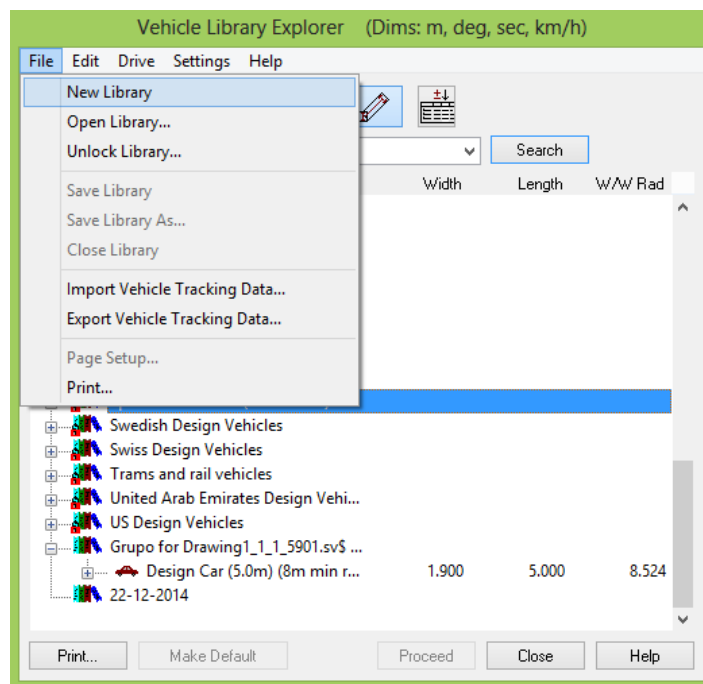 Vehicle Library Explorer (Dims: m, deg, sec, km/h)
File Edit Drive Settings Help
New Library
Open Library...
Unlock Library...
Search
Width Length W/W Rad
Save Library
Save Library As...
Close Library
Import Vehicle Tracking Data...
Export Vehicle Tracking Data...
Page Setup...
Print...
Swedish Design Vehicles
Swiss Design Vehicles
Trams and rail vehicles
United Arab Emirates Design Vehi...
US Design Vehicles
Grupo for Drawing1_1_1_5901.sv$ ...
Design Car (5.0m) (8m min r... 1.900 5.000 8.524
22-12-2014
Print... Make Default Proceed Close Help